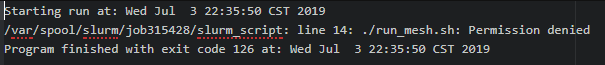 Starting run at: Wed Jul  3 22:35:50 CST 2019
/var/spool/slurm/job315428/slurm_script: line 14: ./run_mesh.sh: Permission denied
Program finished with exit code 126 at: Wed Jul  3 22:35:50 CST 2019